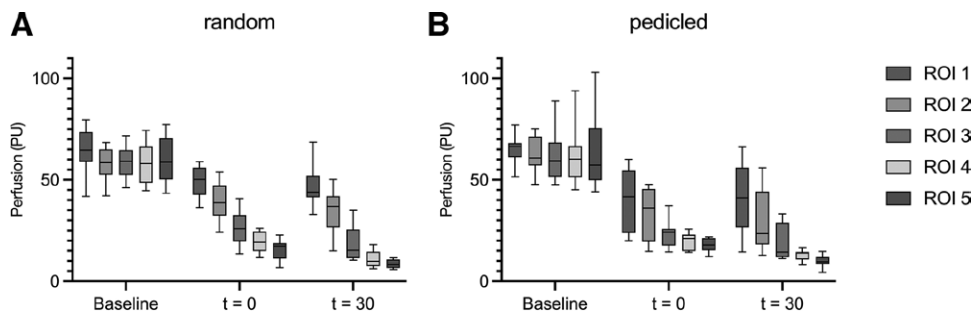 A
random
Perfusion (PU)
100
50
0
Baseline
t = 0
t = 30
B
pedicled
Perfusion (PU)
100
50
0
Baseline
t = 0
t = 30
ROI 1
ROI 2
ROI 3
ROI 4
ROI 5